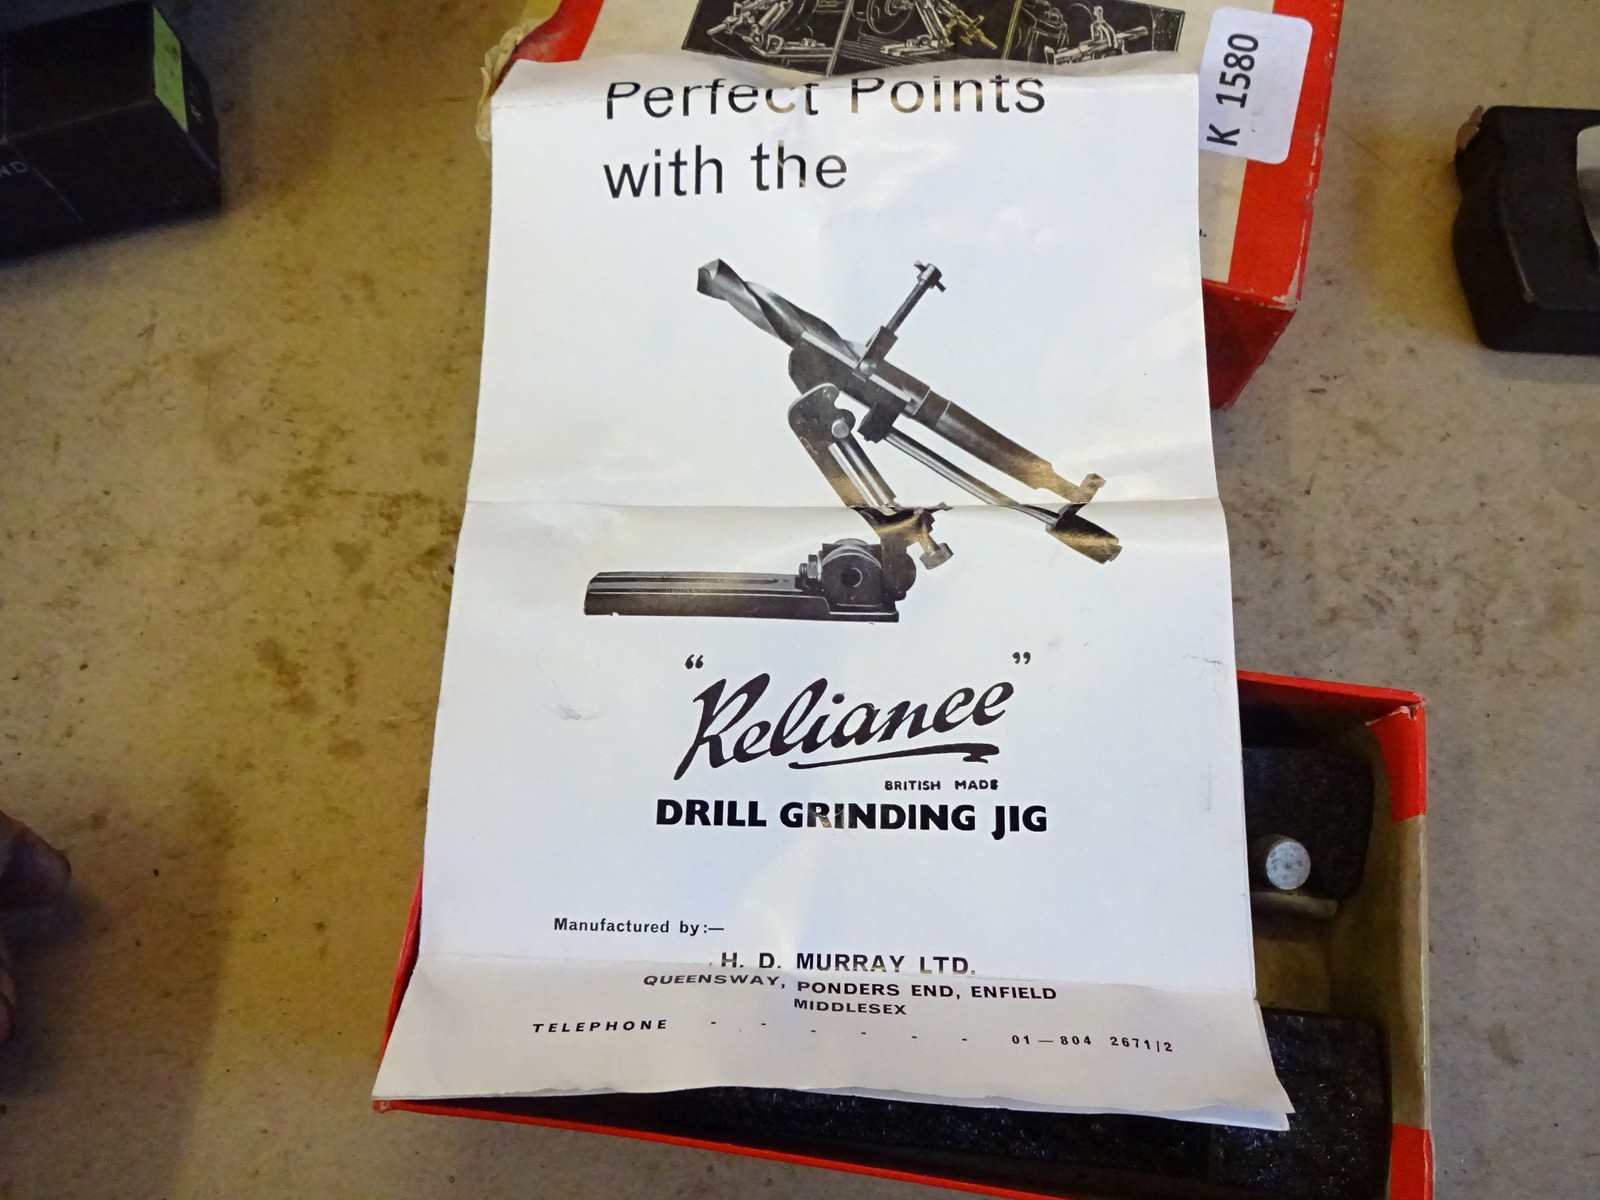 K 1580
Perfect Points
with the
"Reliance"
BRITISH MADE
DRILL GRINDING JIG
Manufactured by:—
H. D. MURRAY LTD.
QUEENSWAY, PONDERS END, ENFIELD
MIDDLESEX
TELEPHONE - - - - - - 01—804 2671/2